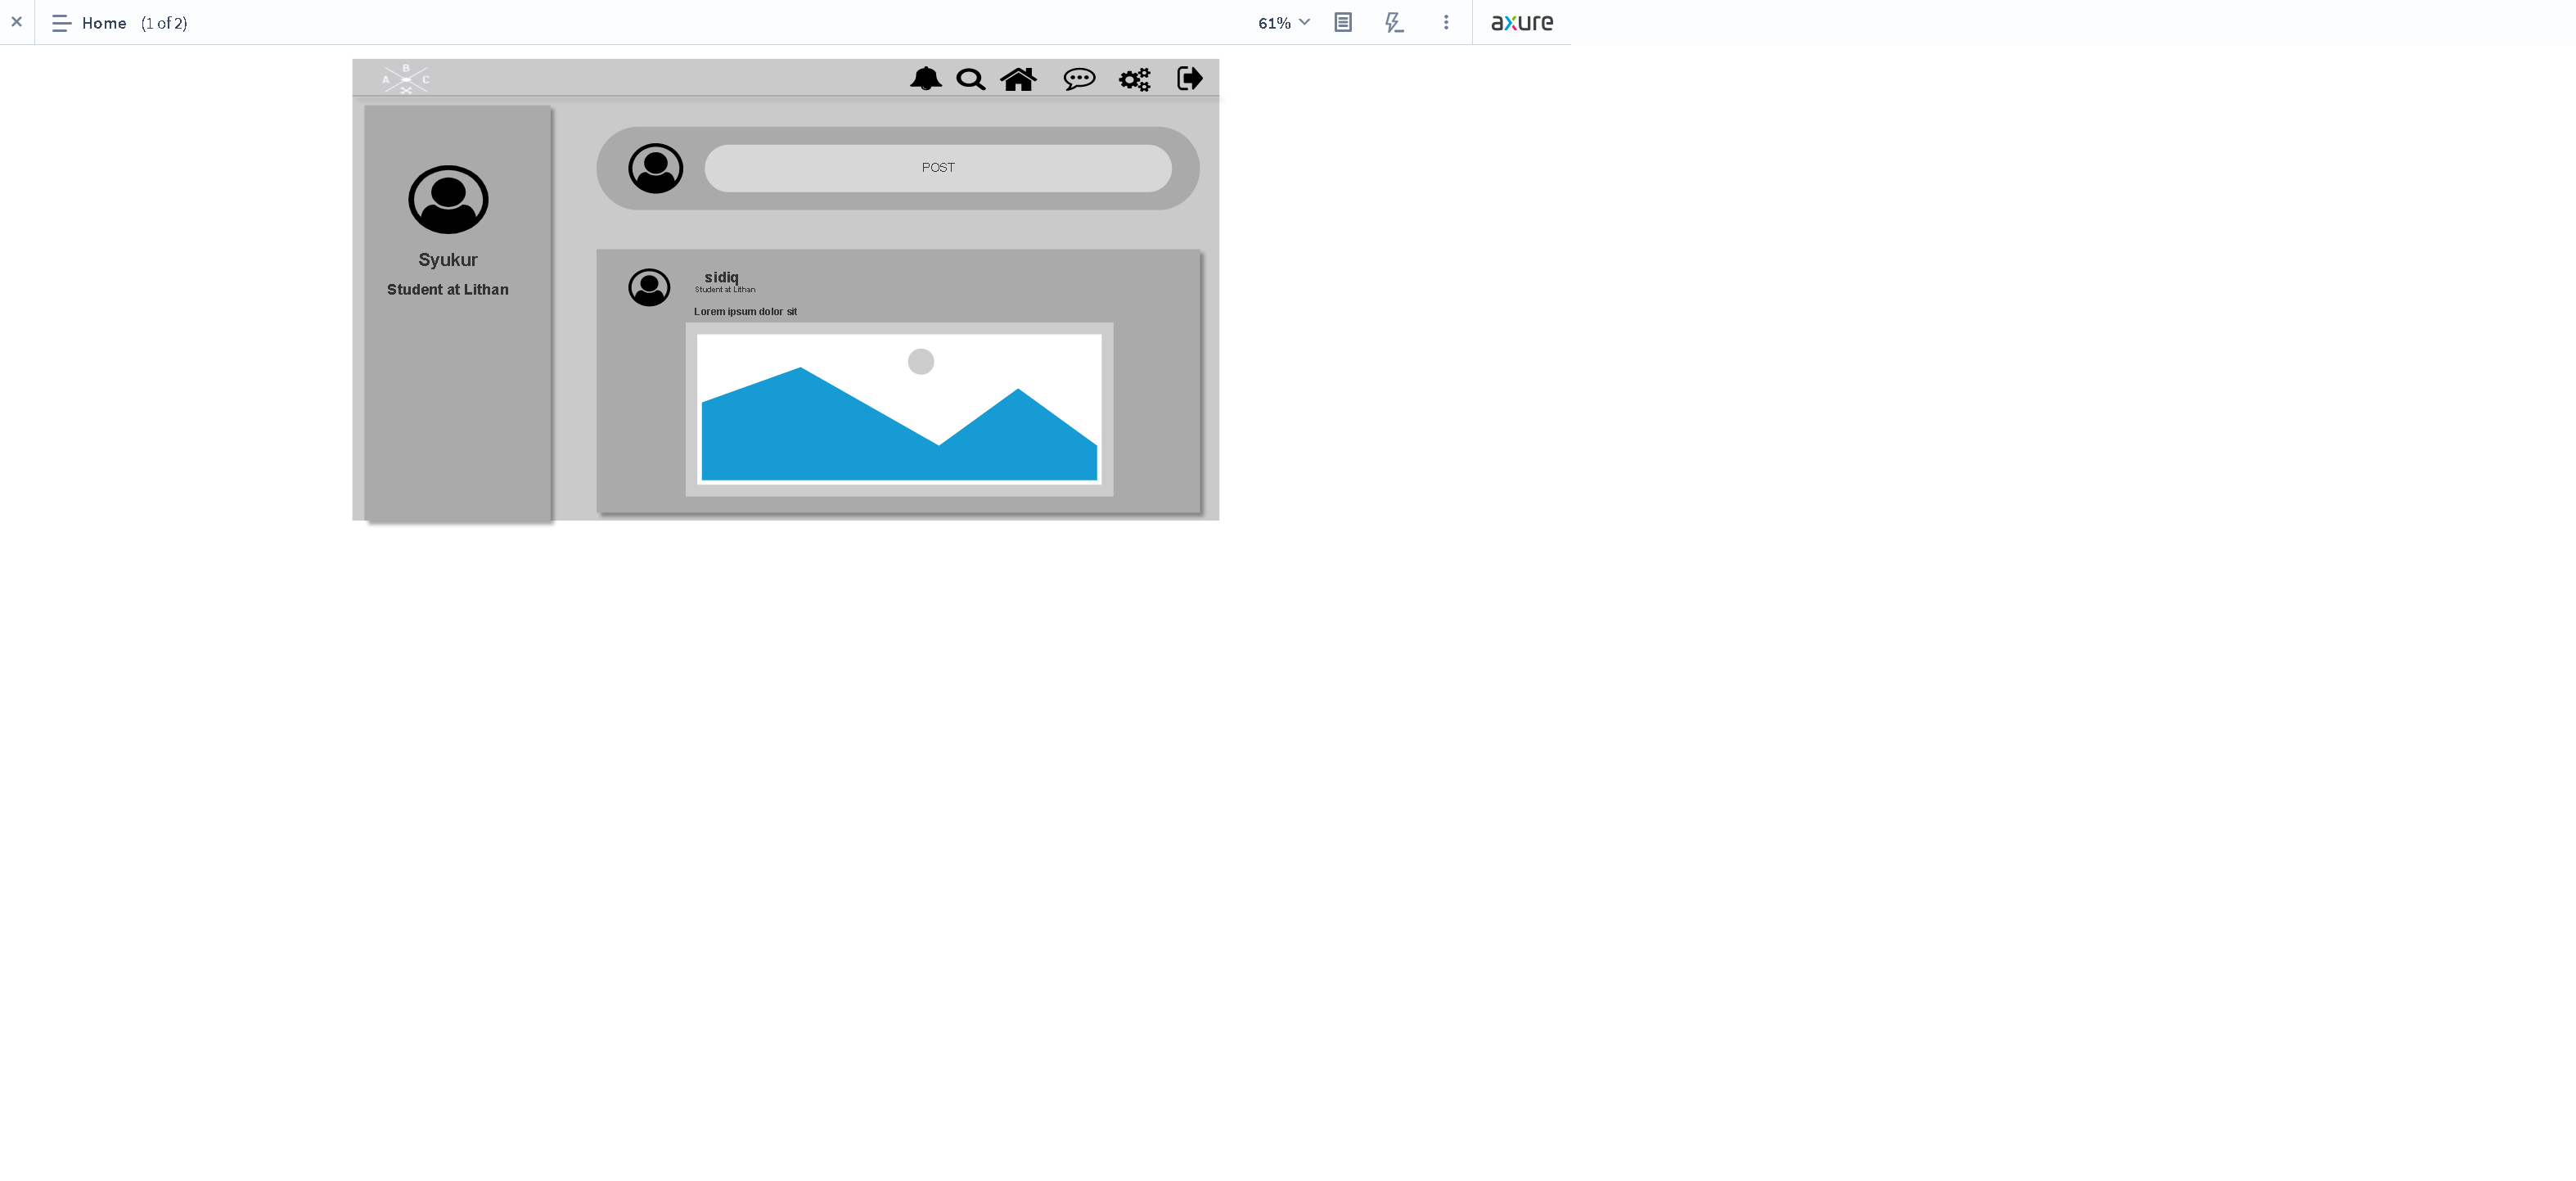 Home (1 of 2)
61%
axure
B
A C
POST
Syukur
Student at Lithan
sidiq
Student at Lithan
Lorem ipsum dolor sit